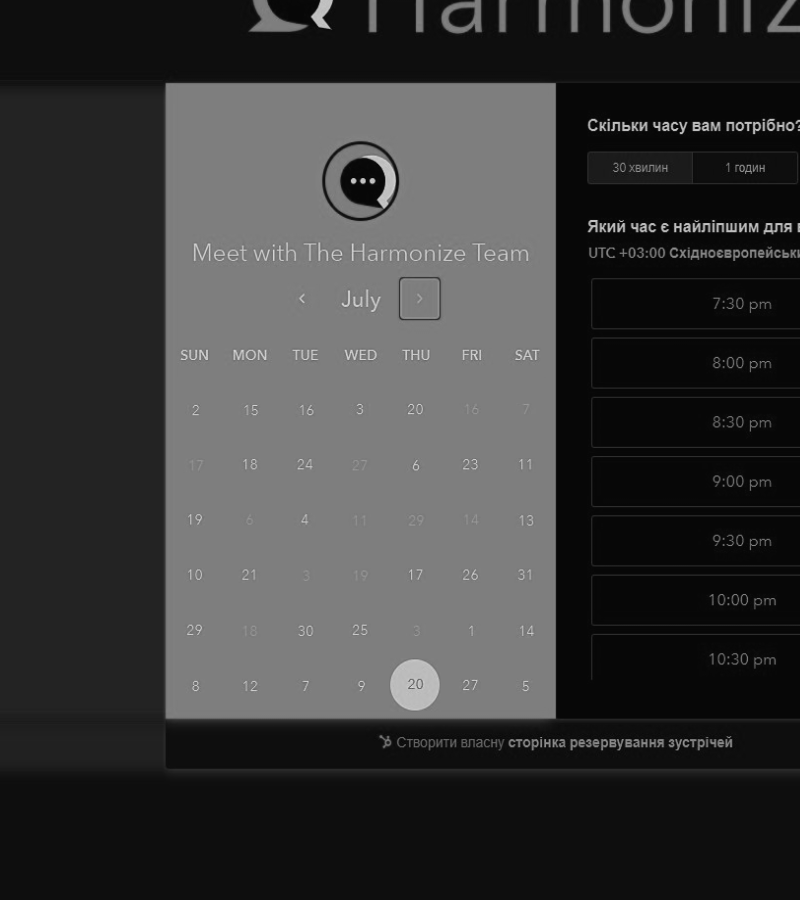 Harmoniz
Meet with The Harmonize Team
July
SUN MON TUE WED THU FRI SAT
2 15 16 3 20 16 7
17 18 24 27 6 23 11
19 6 4 11 29 14 13
10 21 3 19 17 26 31
29 18 30 25 3 1 14
8 12 7 9 20 27 5
Скільки часу вам потрібно?
30 хвилин 1 годин
Який час є найліпшим для
UTC +03:00 Східноєвропейськи
7:30 pm
8:00 pm
8:30 pm
9:00 pm
9:30 pm
10:00 pm
10:30 pm
Створити власну сторінка резервування зустрічей